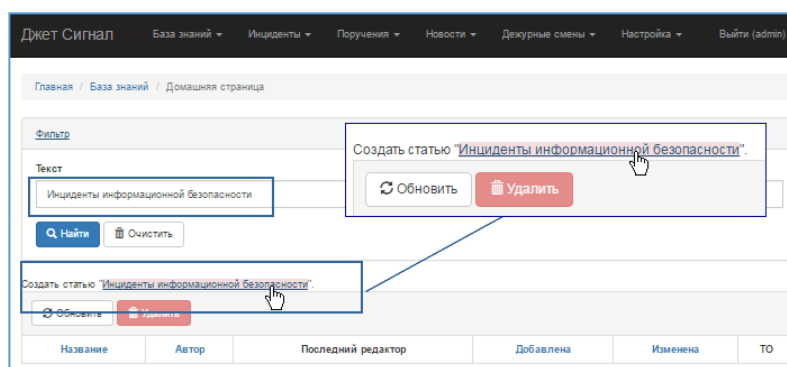 Джет Сигнал База знаний Инциденты Поручения Новости Дежурные смены Настройка Выйти (admin)
Главная / База знаний / Домашняя страница
Фильтр
Текст
Инциденты информационной безопасности
Найти Очистить
Создать статью "Инциденты информационной безопасности".
Обновить Удалить
Создать статью "Инциденты информационной безопасности".
Обновить Удалить
Название Автор Последний редактор Добавлена Изменена ТО